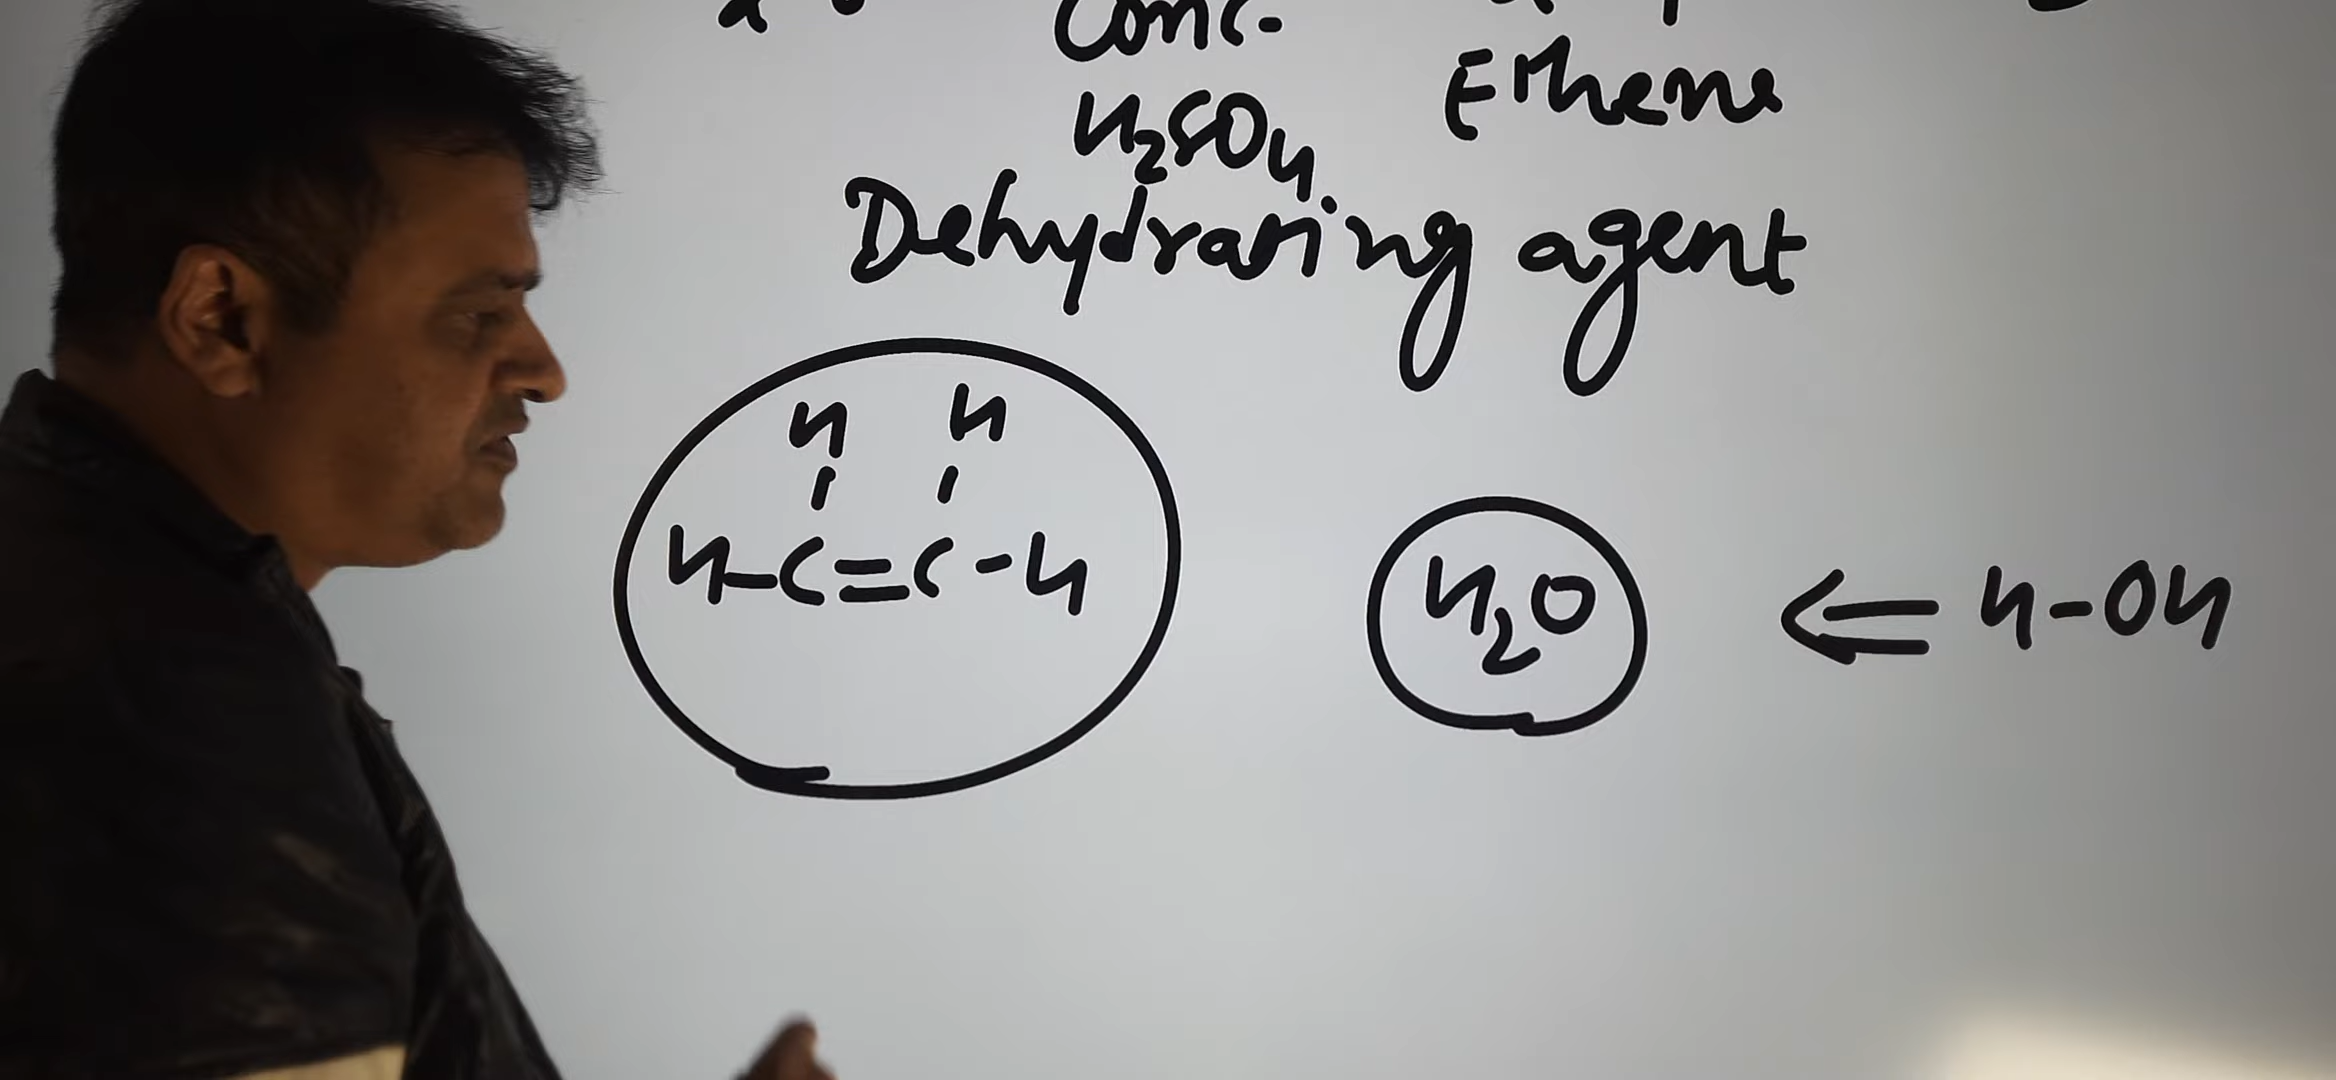 Conc.
H₂SO₄
Ethene
Dehydrating agent
H H
H-C=C-H
H₂O ⇐ H-OH